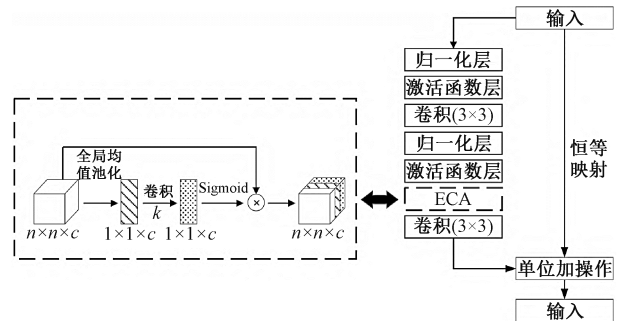 输入
归一化层
激活函数层
卷积(3×3)
归一化层
激活函数层
ECA
卷积(3×3)
恒等
映射
单位加操作
输入
全局均
值池化
卷积
k
Sigmoid
×
n×n×c
1×1×c
1×1×c
n×n×c